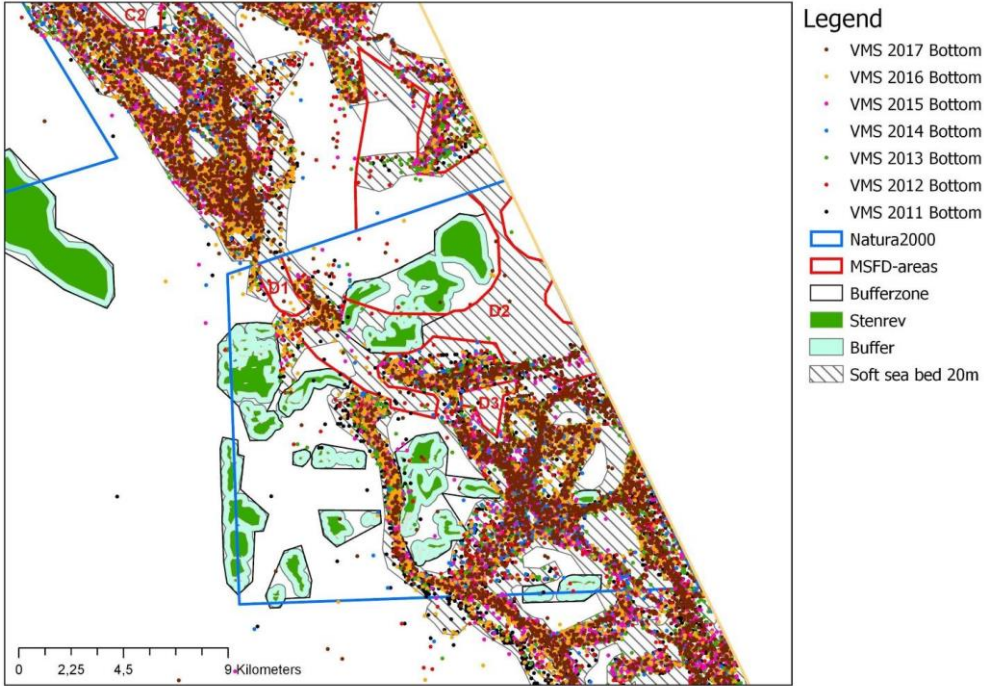 C2
D1
D2
D3
0 2,25 4,5 9 Kilometers
Legend
VMS 2017 Bottom
VMS 2016 Bottom
VMS 2015 Bottom
VMS 2014 Bottom
VMS 2013 Bottom
VMS 2012 Bottom
VMS 2011 Bottom
Natura2000
MSFD-areas
Bufferzone
Stenrev
Buffer
Soft sea bed 20m